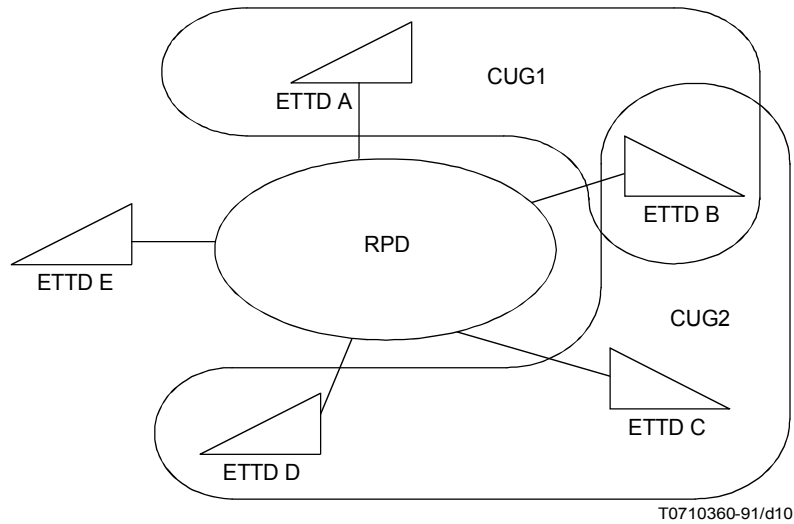 CUG1
ETTD A
ETTD B
RPD
ETTD E
CUG2
ETTD C
ETTD D
T0710360-91/d10